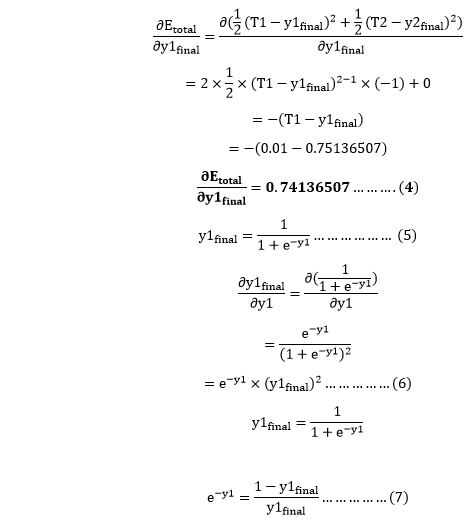 ∂E_total/∂y1_final = ∂(1/2 (T1 − y1_final)² + 1/2 (T2 − y2_final)²)/∂y1_final
= 2 × 1/2 × (T1 − y1_final)²⁻¹ × (−1) + 0
= −(T1 − y1_final)
= −(0.01 − 0.75136507)
∂E_total/∂y1_final = 0.74136507 … … … . (4)
y1_final = 1/(1 + e^−y1) … … … … … … (5)
∂y1_final/∂y1 = ∂(1/(1 + e^−y1))/∂y1
= e^−y1/(1 + e^−y1)²
= e^−y1 × (y1_final)² … … … … … (6)
y1_final = 1/(1 + e^−y1)
e^−y1 = (1 − y1_final)/y1_final … … … … … (7)